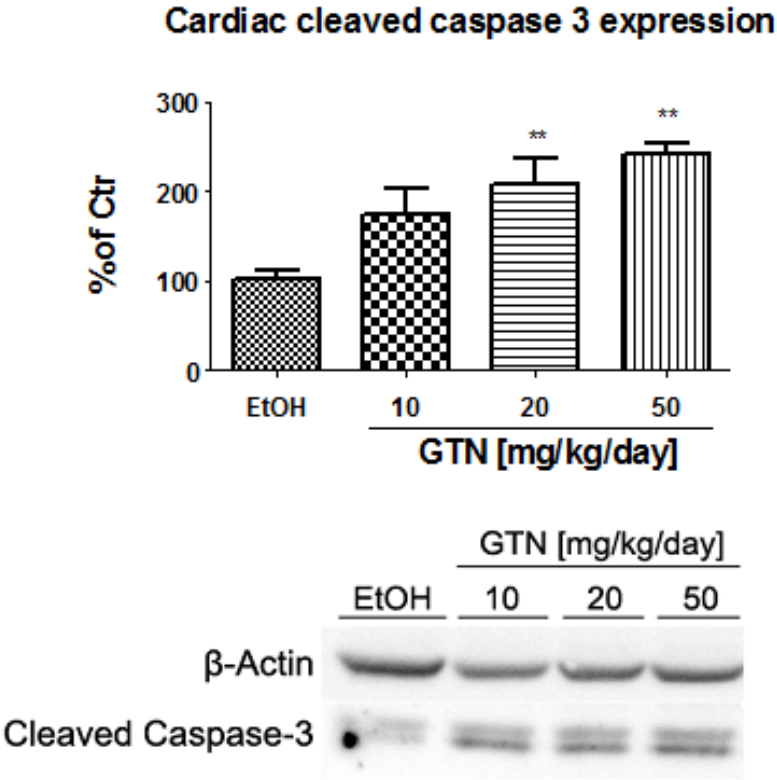 Cardiac cleaved caspase 3 expression
300
200
100
0
%of Ctr
**
**
EtOH 10 20 50
GTN [mg/kg/day]
GTN [mg/kg/day]
EtOH 10 20 50
β-Actin
Cleaved Caspase-3